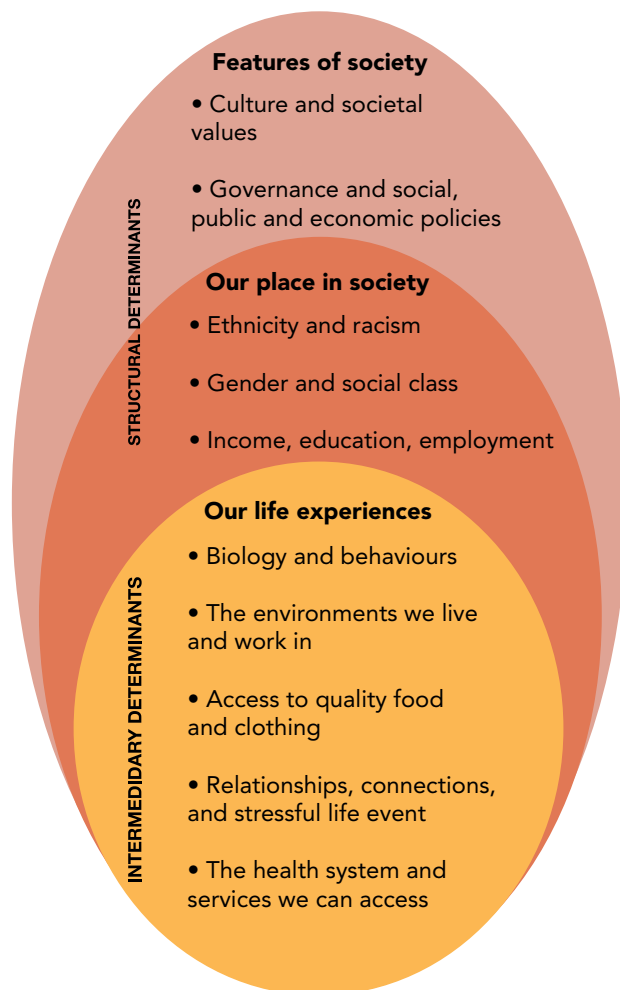 Features of society
• Culture and societal
values
• Governance and social,
public and economic policies
STRUCTURAL DETERMINANTS
Our place in society
• Ethnicity and racism
• Gender and social class
• Income, education, employment
Our life experiences
• Biology and behaviours
• The environments we live
and work in
INTERMEDIDARY DETERMINANTS
• Access to quality food
and clothing
• Relationships, connections,
and stressful life event
• The health system and
services we can access